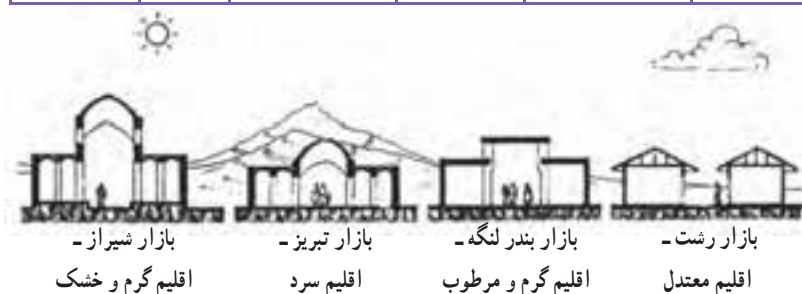 بازار رشت ـ
اقلیم معتدل
بازار بندر لنگه ـ
اقلیم گرم و مرطوب
بازار تبریز ـ
اقلیم سرد
بازار شیراز ـ
اقلیم گرم و خشک